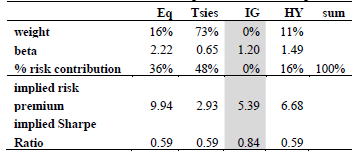 Eq Tsies IG HY sum
weight 16% 73% 0% 11%
beta 2.22 0.65 1.20 1.49
% risk contribution 36% 48% 0% 16% 100%
implied risk
premium 9.94 2.93 5.39 6.68
implied Sharpe
Ratio 0.59 0.59 0.84 0.59